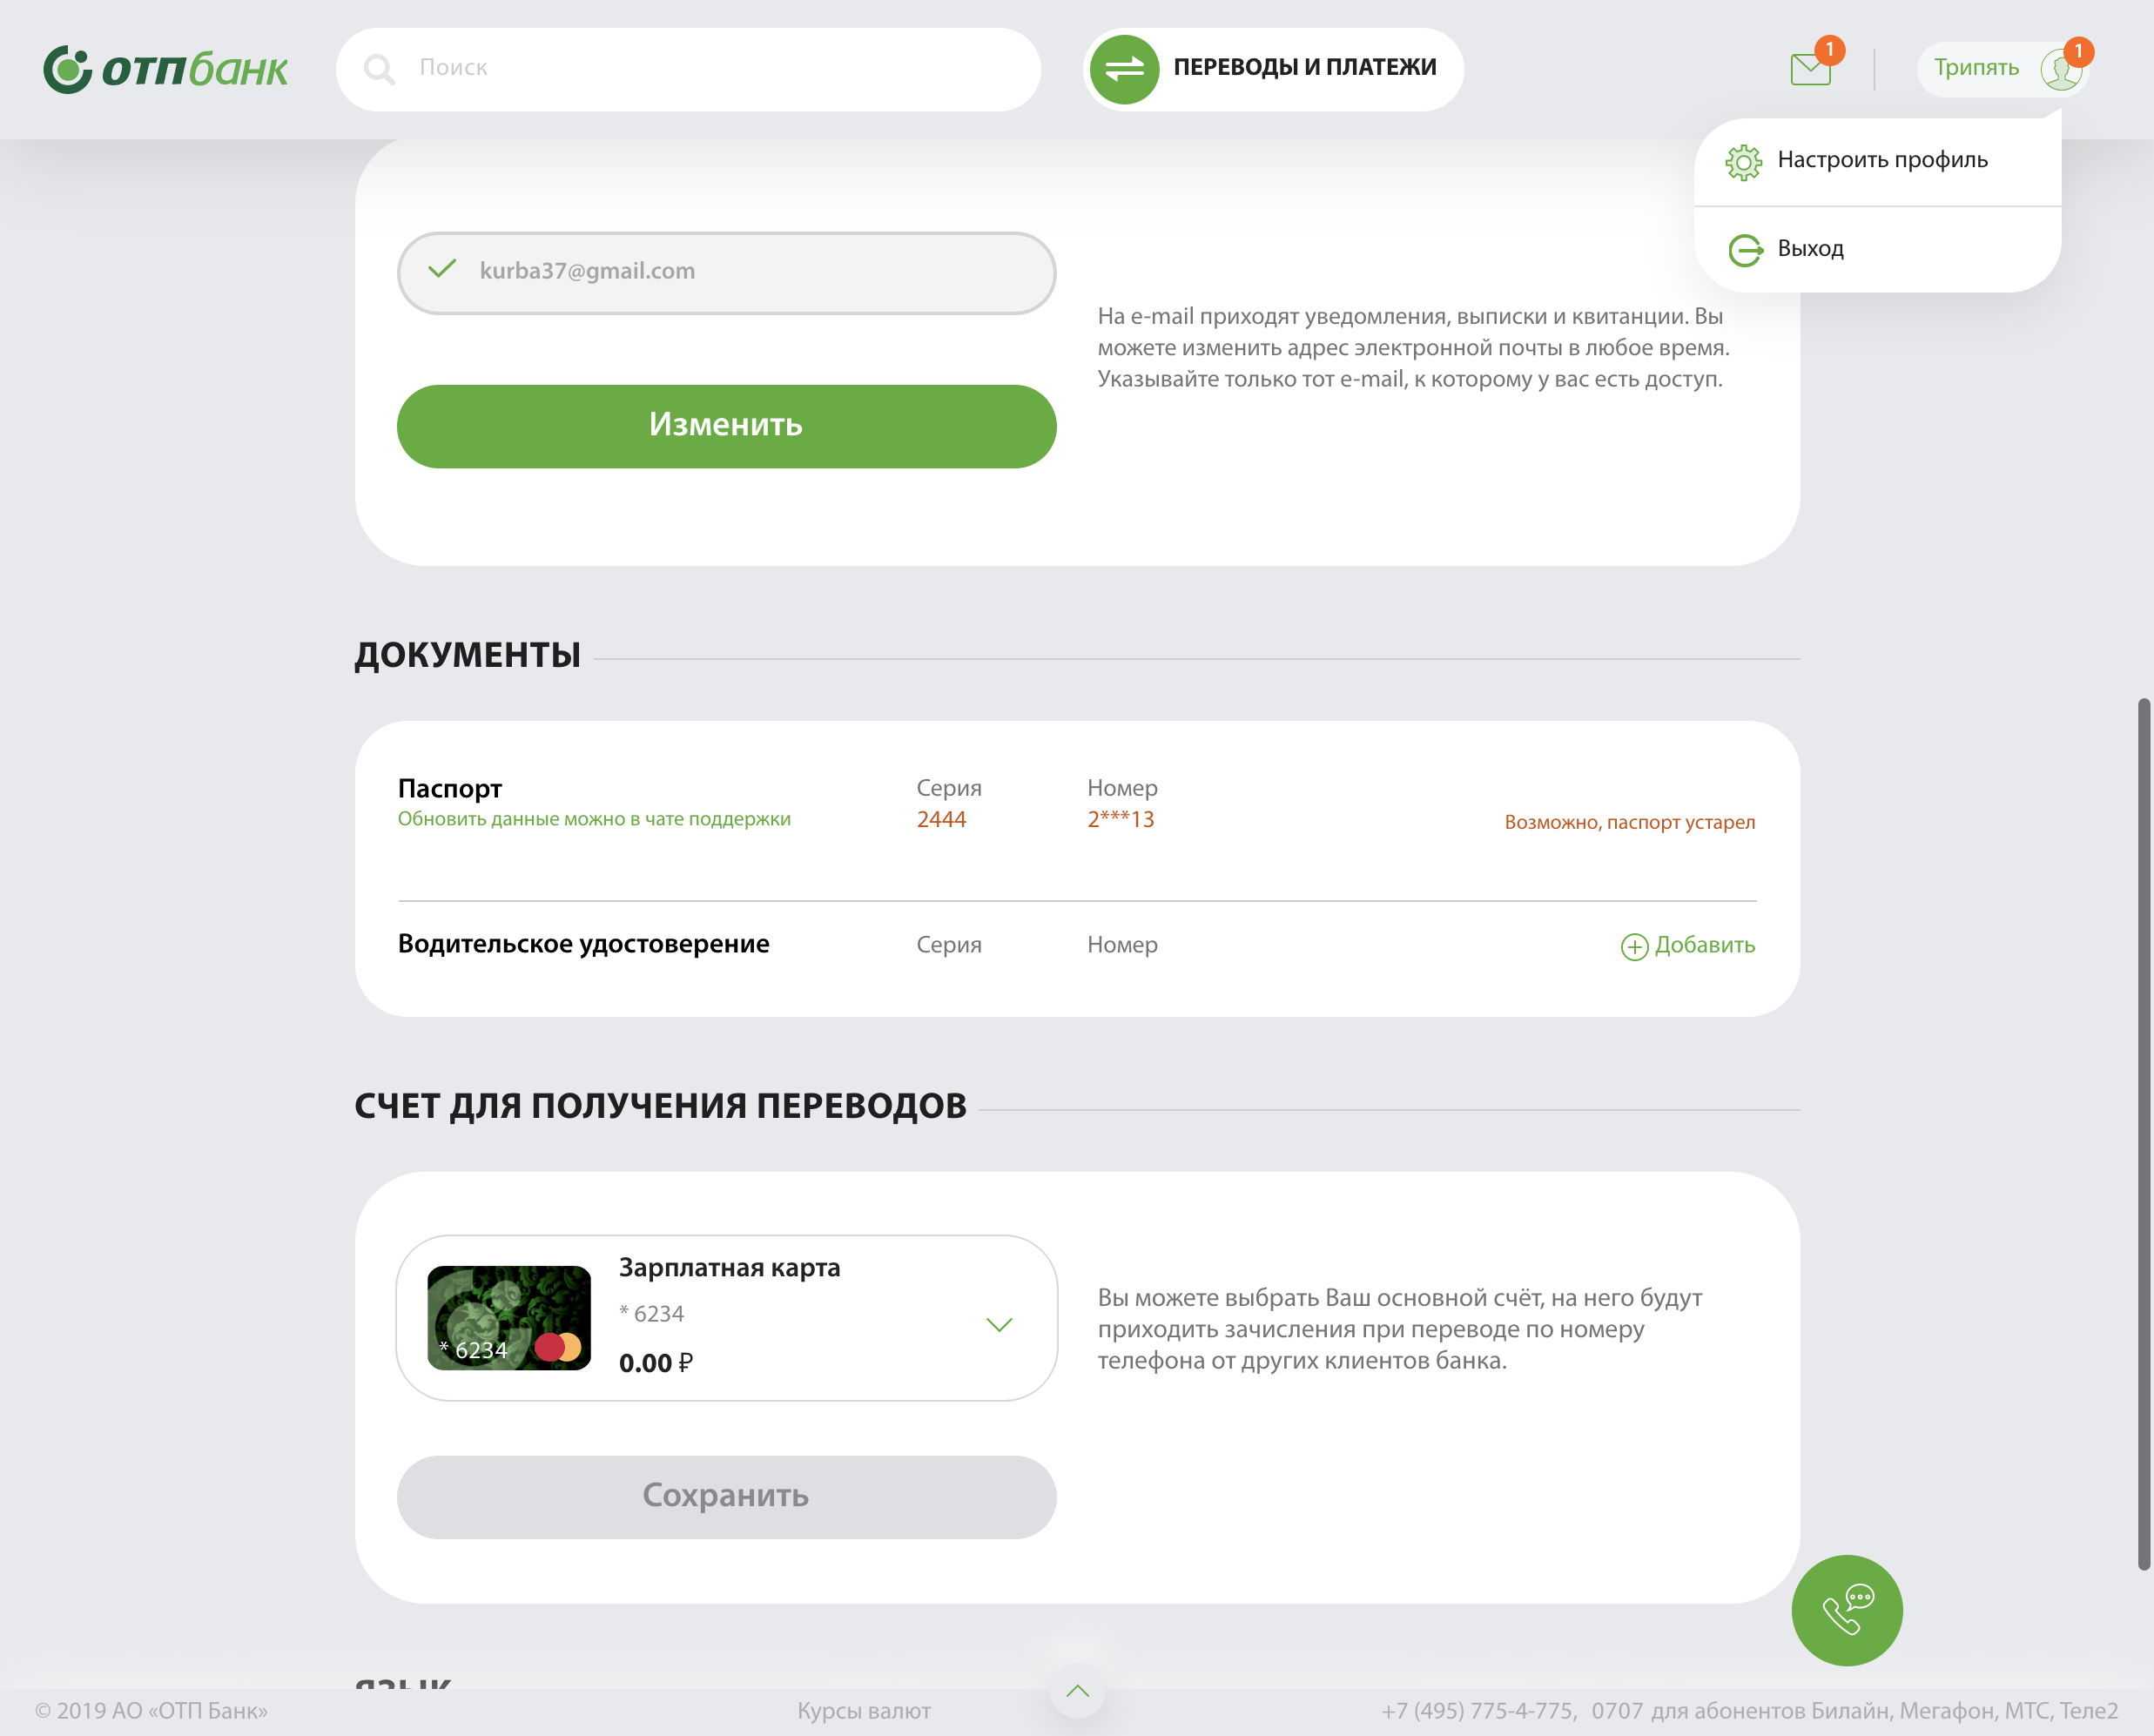 отпбанк
Поиск
ПЕРЕВОДЫ И ПЛАТЕЖИ
1
Трипять
1
Настроить профиль
Выход
kurba37@gmail.com
На e-mail приходят уведомления, выписки и квитанции. Вы
можете изменить адрес электронной почты в любое время.
Указывайте только тот e-mail, к которому у вас есть доступ.
Изменить
ДОКУМЕНТЫ
Паспорт
Серия
Номер
Обновить данные можно в чате поддержки
2444
2***13
Возможно, паспорт устарел
Водительское удостоверение
Серия
Номер
Добавить
СЧЕТ ДЛЯ ПОЛУЧЕНИЯ ПЕРЕВОДОВ
* 6234
Зарплатная карта
* 6234
0.00 ₽
Вы можете выбрать Ваш основной счёт, на него будут
приходить зачисления при переводе по номеру
телефона от других клиентов банка.
Сохранить
ЯЗЫК
© 2019 АО «ОТП Банк»
Курсы валют
+7 (495) 775-4-775, 0707 для абонентов Билайн, Мегафон, МТС, Теле2